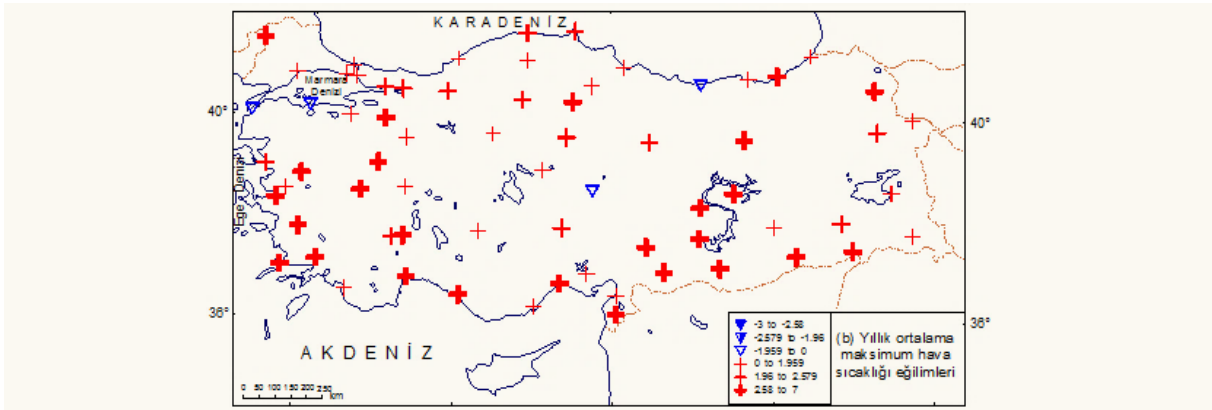 KARADENİZ
Marmara
Denizi
40°
40°
Ege Denizi
36°
36°
AKDENİZ
0 50 100 150 200 250
km
-3 to -2.58
-2.579 to -1.96
-1.959 to 0
0 to 1.959
1.96 to 2.579
2.58 to 7
(b) Yıllık ortalama
maksimum hava
sıcaklığı eğilimleri